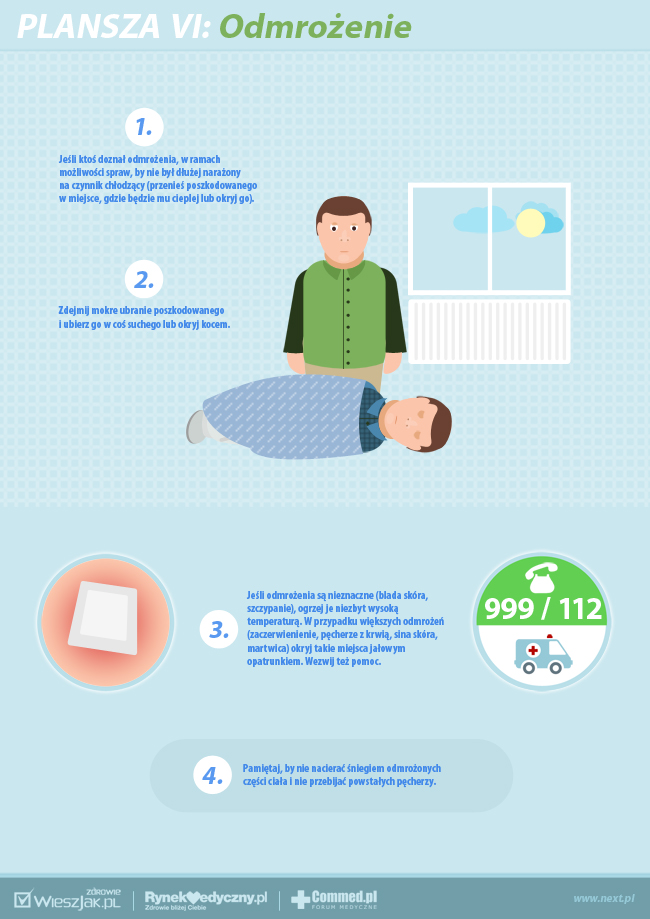 PLANSZA VI: Odmrożenie
1.
Jeśli ktoś doznał odmrożenia, w ramach
możliwości spraw, by nie był dłużej narażony
na czynnik chłodzący (przenieś poszkodowanego
w miejsce, gdzie będzie mu cieplej lub okryj go).
2.
Zdejmij mokre ubranie poszkodowanego
i ubierz go w coś suchego lub okryj kocem.
3.
Jeśli odmrożenia są nieznaczne (blada skóra,
szczypanie), ogrzej je niezbyt wysoką
temperaturą. W przypadku większych odmrożeń
(zaczerwienienie, pęcherze z krwią, sina skóra,
martwica) okryj takie miejsca jałowym
opatrunkiem. Wezwij też pomoc.
999 / 112
4.
Pamiętaj, by nie nacierać śniegiem odmrożonych
części ciała i nie przebijać powstałych pęcherzy.
ZDROWIE
WIESZJAK.PL
RynekMedyczny.pl
Zdrowie bliżej Ciebie
Commed.pl
FORUM MEDYCZNE
www.next.pl